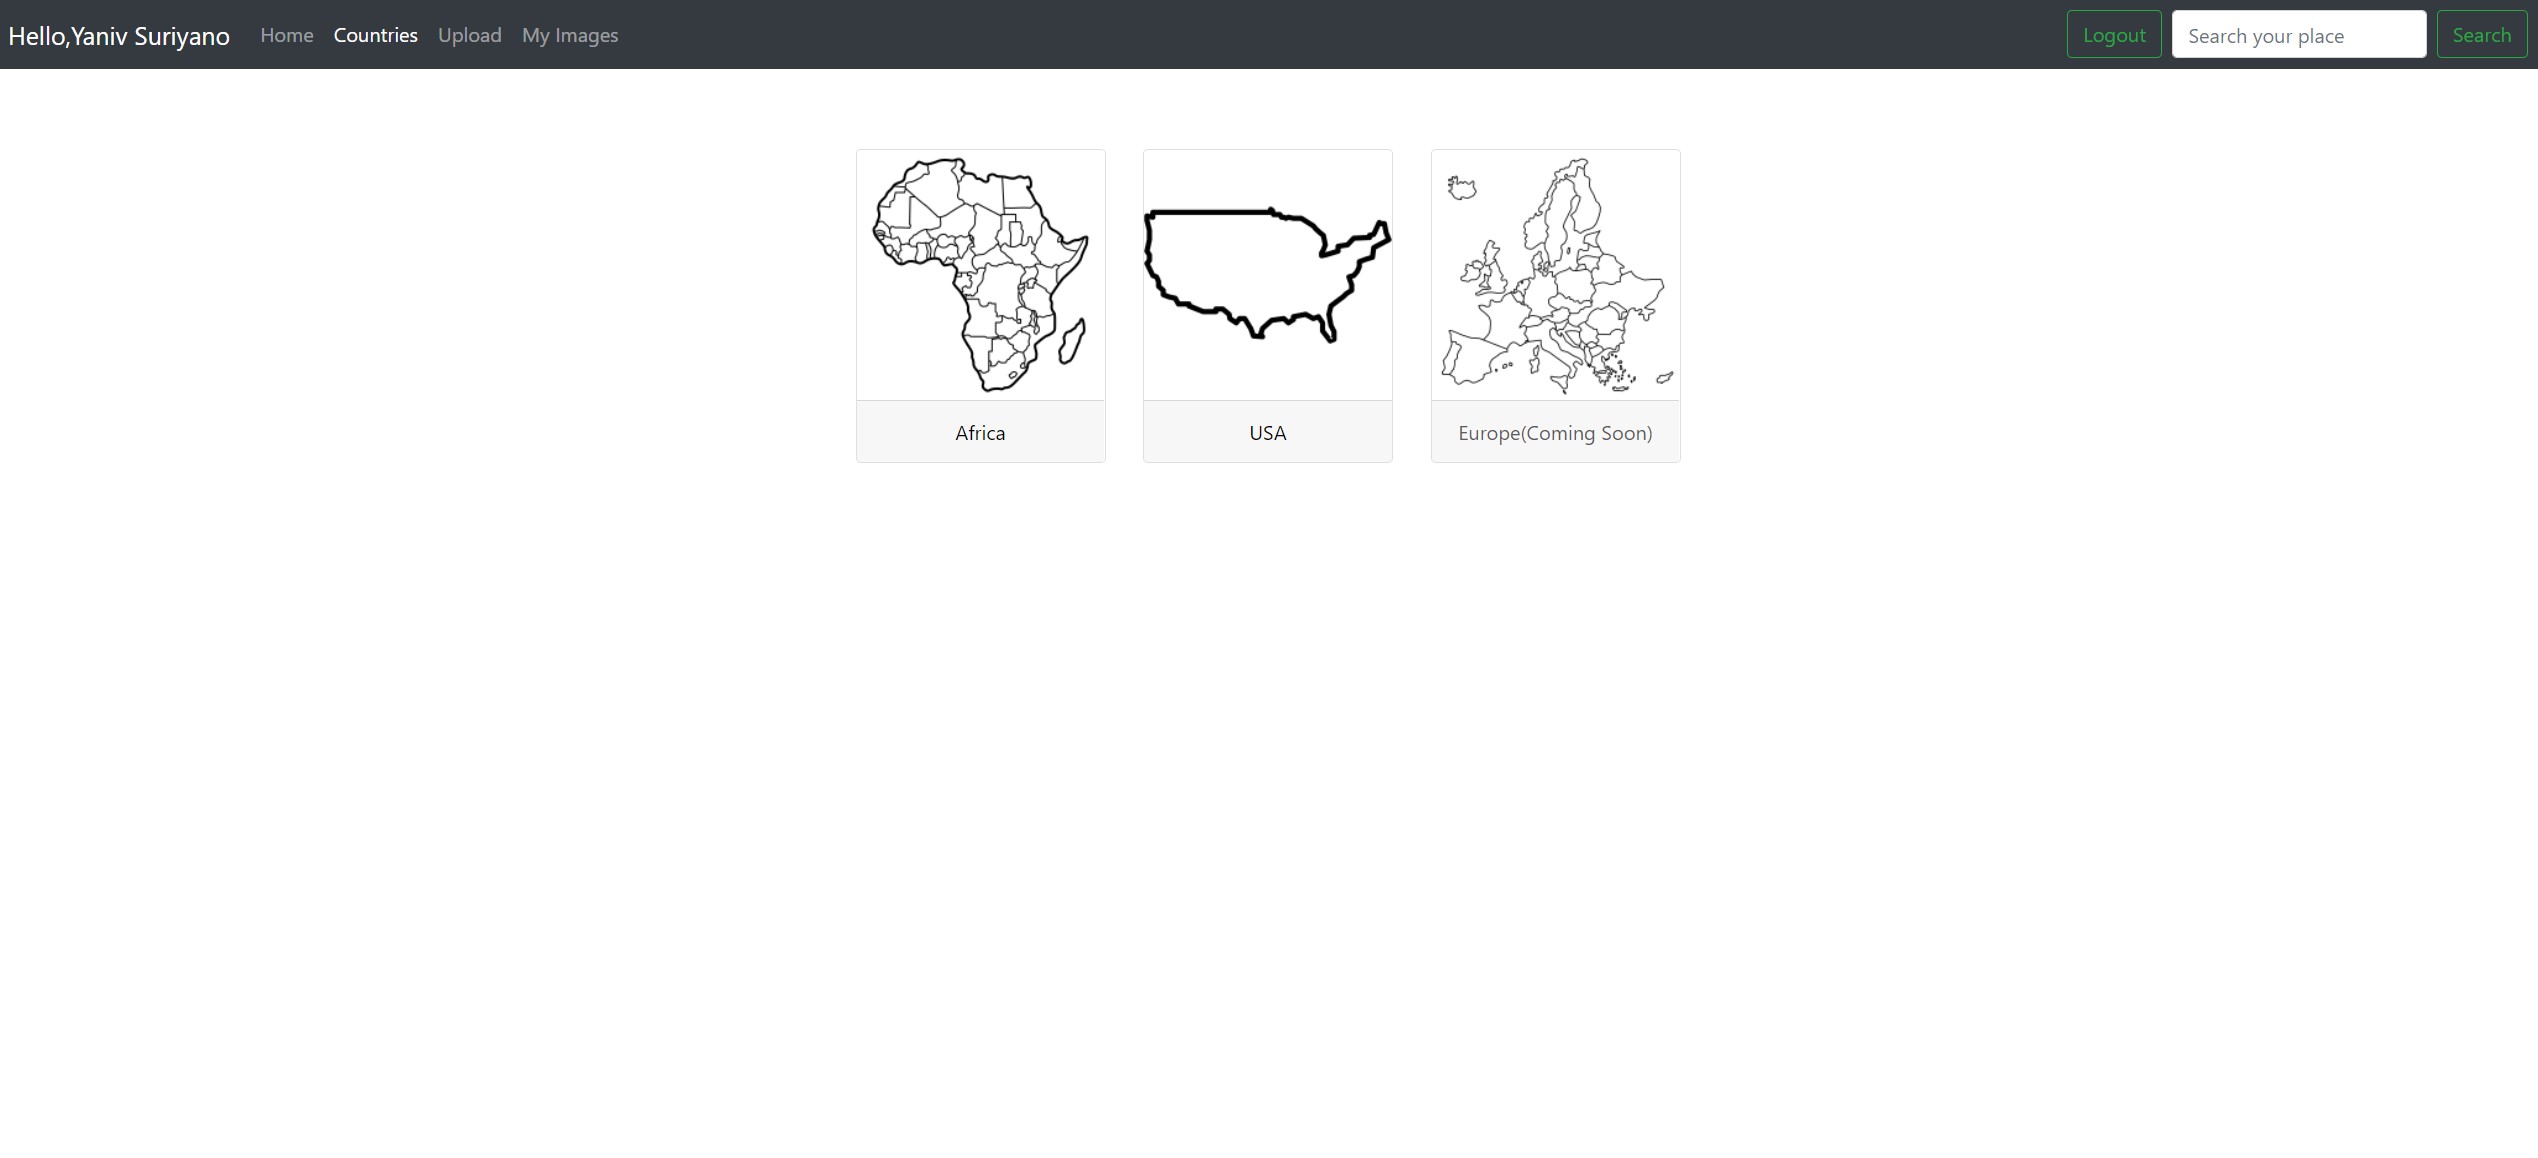 Hello,Yaniv Suriyano Home Countries Upload My Images Logout Search your place Search
Africa
USA
Europe(Coming Soon)